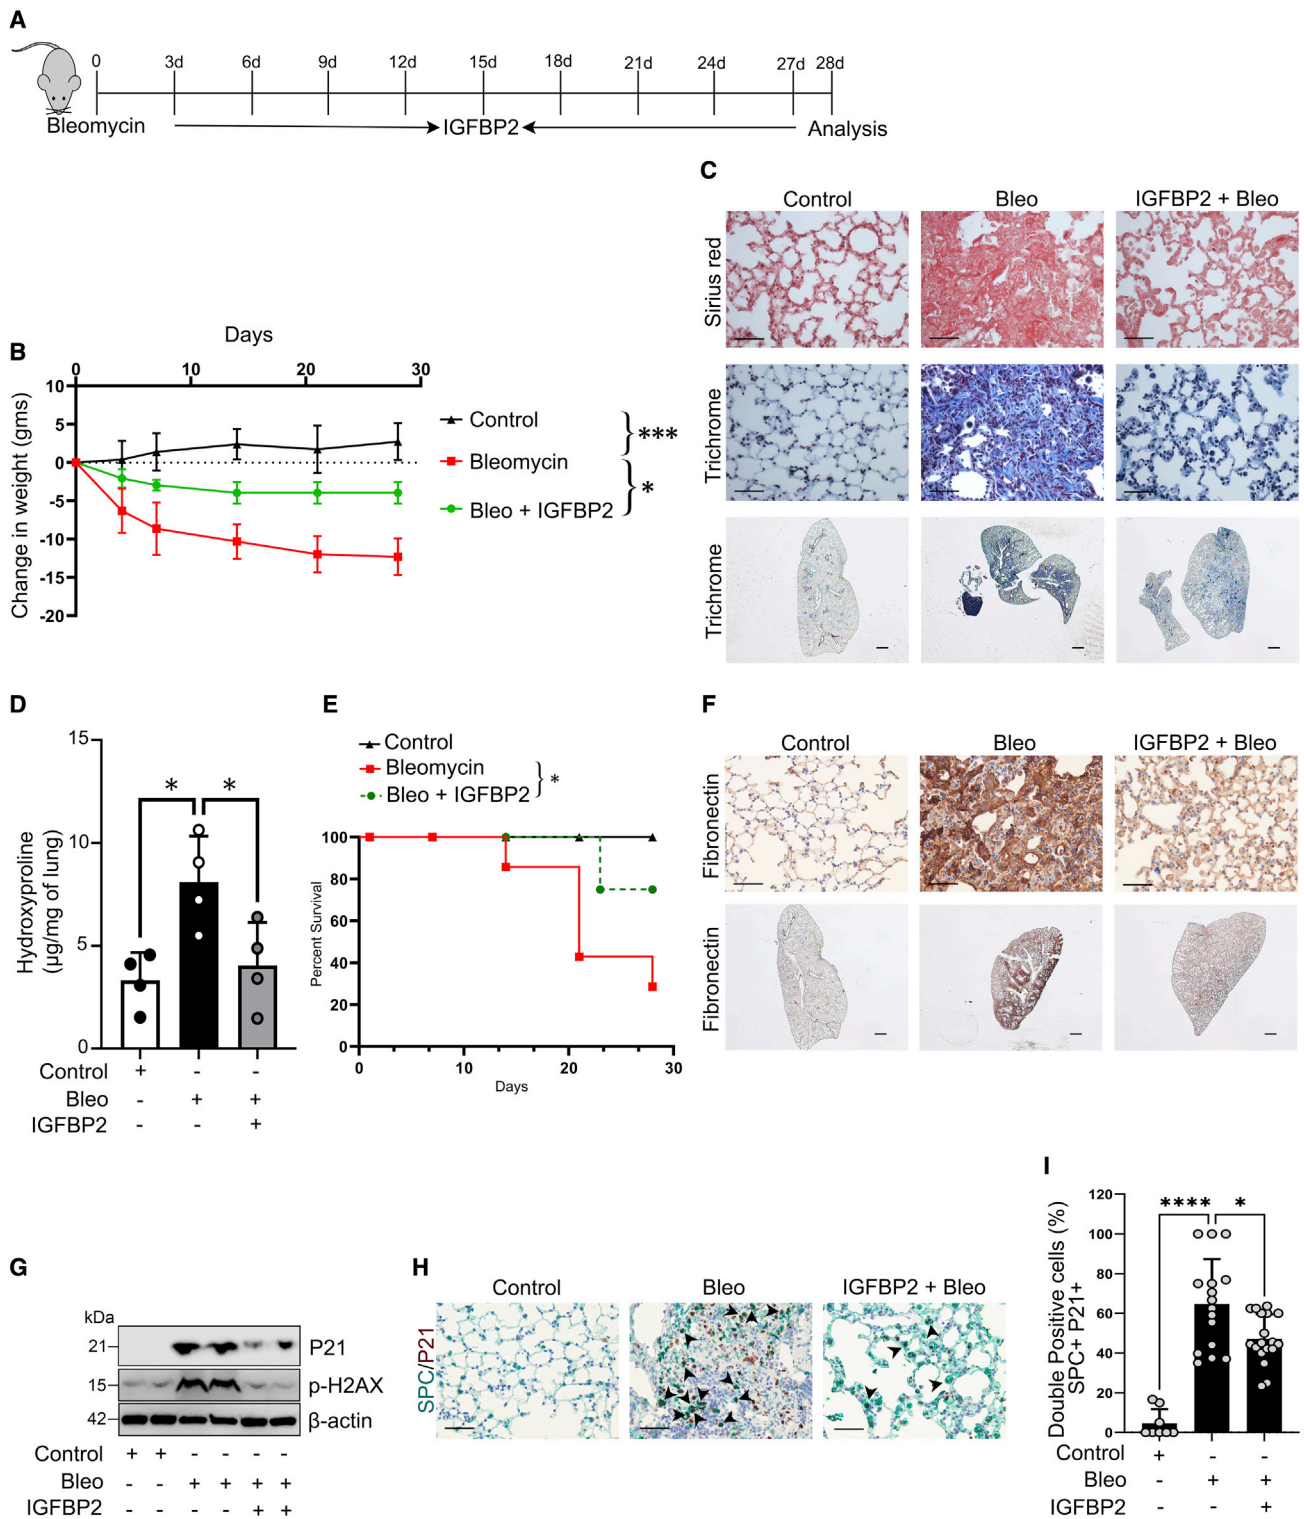 A
0 3d 6d 9d 12d 15d 18d 21d 24d 27d 28d
Bleomycin IGFBP2 Analysis
B
Days
0 10 20 30
Change in weight (gms)
10
5
0
-5
-10
-15
-20
Control
Bleomycin
Bleo + IGFBP2
***
*
C
Control Bleo IGFBP2 + Bleo
Sirius red
Trichrome
Trichrome
D
Hydroxyproline
(µg/mg of lung)
15
10
5
0
* *
Control + - -
Bleo - + +
IGFBP2 - - +
E
Control
Bleomycin
Bleo + IGFBP2
*
Percent Survival
100
80
60
40
20
0
0 10 20 30
Days
F
Control Bleo IGFBP2 + Bleo
Fibronectin
Fibronectin
G
kDa
21 P21
15 p-H2AX
42 β-actin
Control + + - - - -
Bleo - - + + + +
IGFBP2 - - - - + +
H
Control Bleo IGFBP2 + Bleo
SPC/P21
I
Double Positive cells (%)
SPC+ P21+
120
100
80
60
40
20
0
**** *
Control + - -
Bleo - + +
IGFBP2 - - +